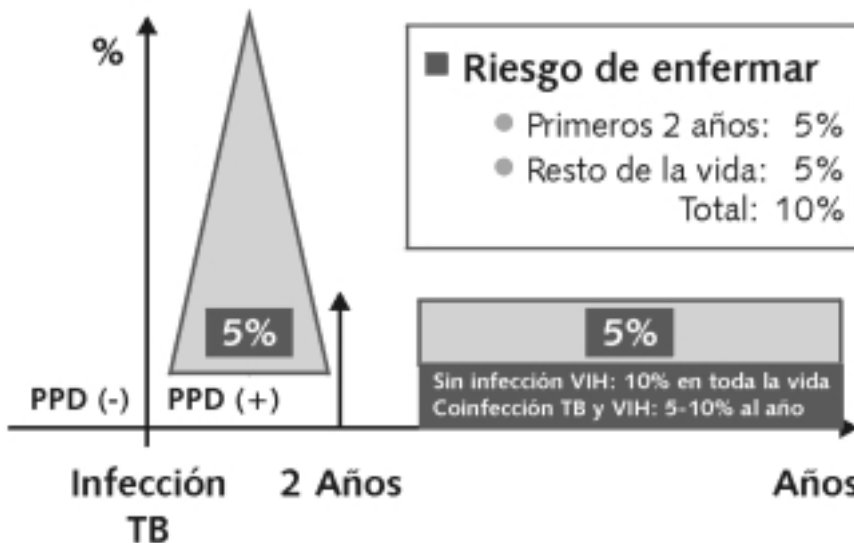 %
■ Riesgo de enfermar
● Primeros 2 años: 5%
● Resto de la vida: 5%
Total: 10%
5%
5%
Sin infección VIH: 10% en toda la vida
Coinfección TB y VIH: 5-10% al año
PPD (-) PPD (+)
Infección
TB
2 Años
Años